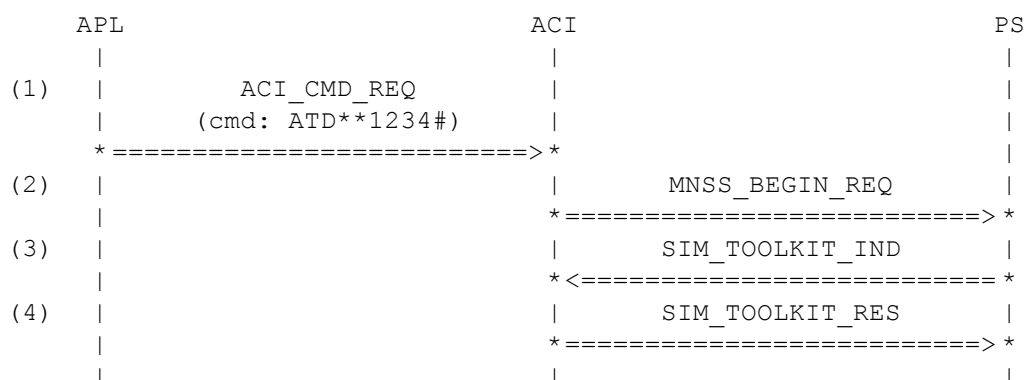 APL ACI PS
| | |
(1) | ACI_CMD_REQ | |
| (cmd: ATD**1234#) | |
*==========================>* |
(2) | | MNSS_BEGIN_REQ |
| *==========================>*
(3) | | SIM_TOOLKIT_IND |
| *<==========================*
(4) | | SIM_TOOLKIT_RES |
| *==========================>*
| | |